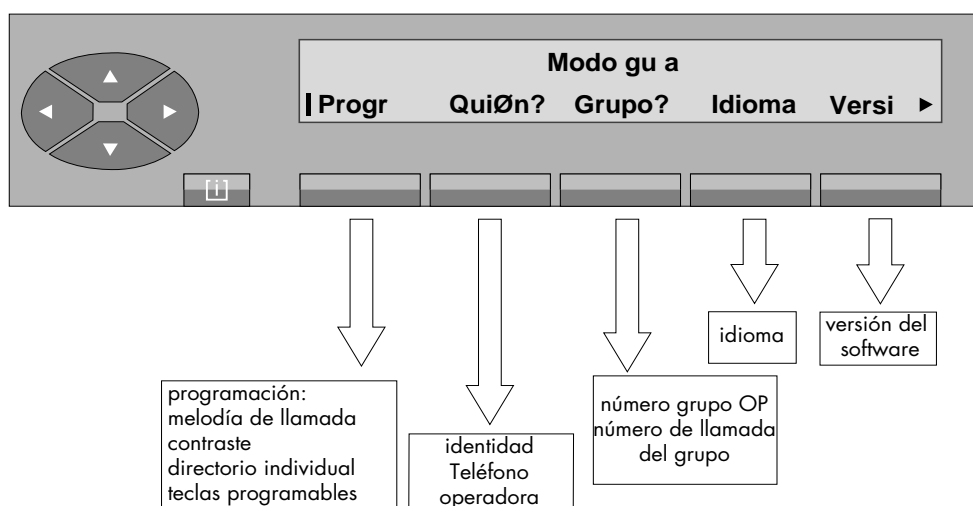 Modo gu a
Progr QuiØn? Grupo? Idioma Versi
[i]
idioma
versión del
software
programación:
melodía de llamada
contraste
directorio individual
teclas programables
identidad
Teléfono
operadora
número grupo OP
número de llamada
del grupo